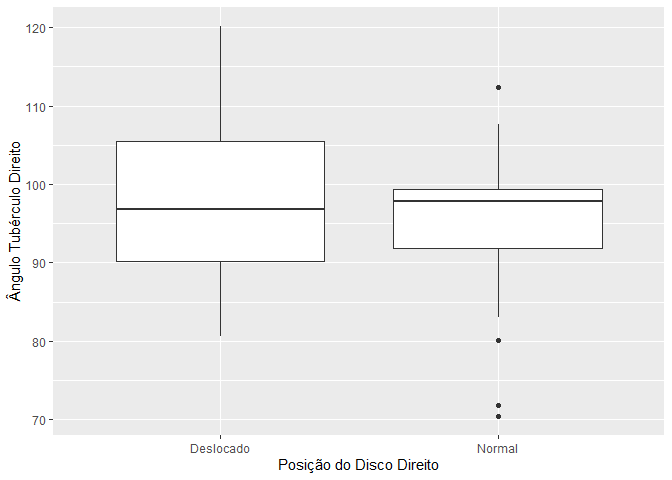 120
110
100
90
80
70
Ângulo Tubérculo Direito
Deslocado Normal
Posição do Disco Direito